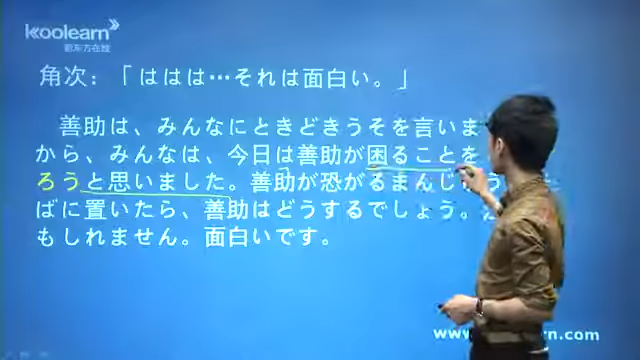 koolearn
新东方在线
角次：「ははは…それは面白い。」
善助は、みんなにときどきうそを言いま
から、みんなは、今日は善助が困ることを
ろうと思いました。善助が恐がるまんじ
ばに置いたら、善助はどうするでしょう。
もしれません。面白いです。
www. rn.com